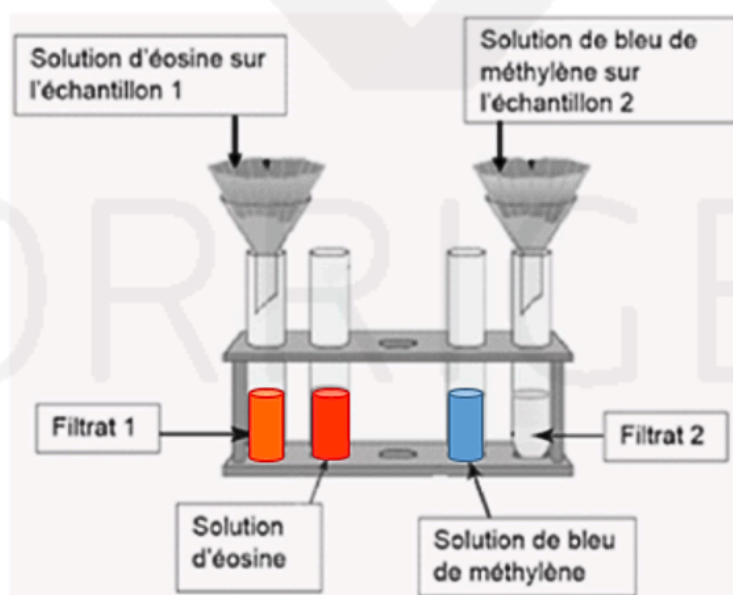 Solution d'éosine sur
l'échantillon 1
Solution de bleu de
méthylène sur
l'échantillon 2
Filtrat 1
Filtrat 2
Solution
d'éosine
Solution de bleu
de méthylène
ORRIGE